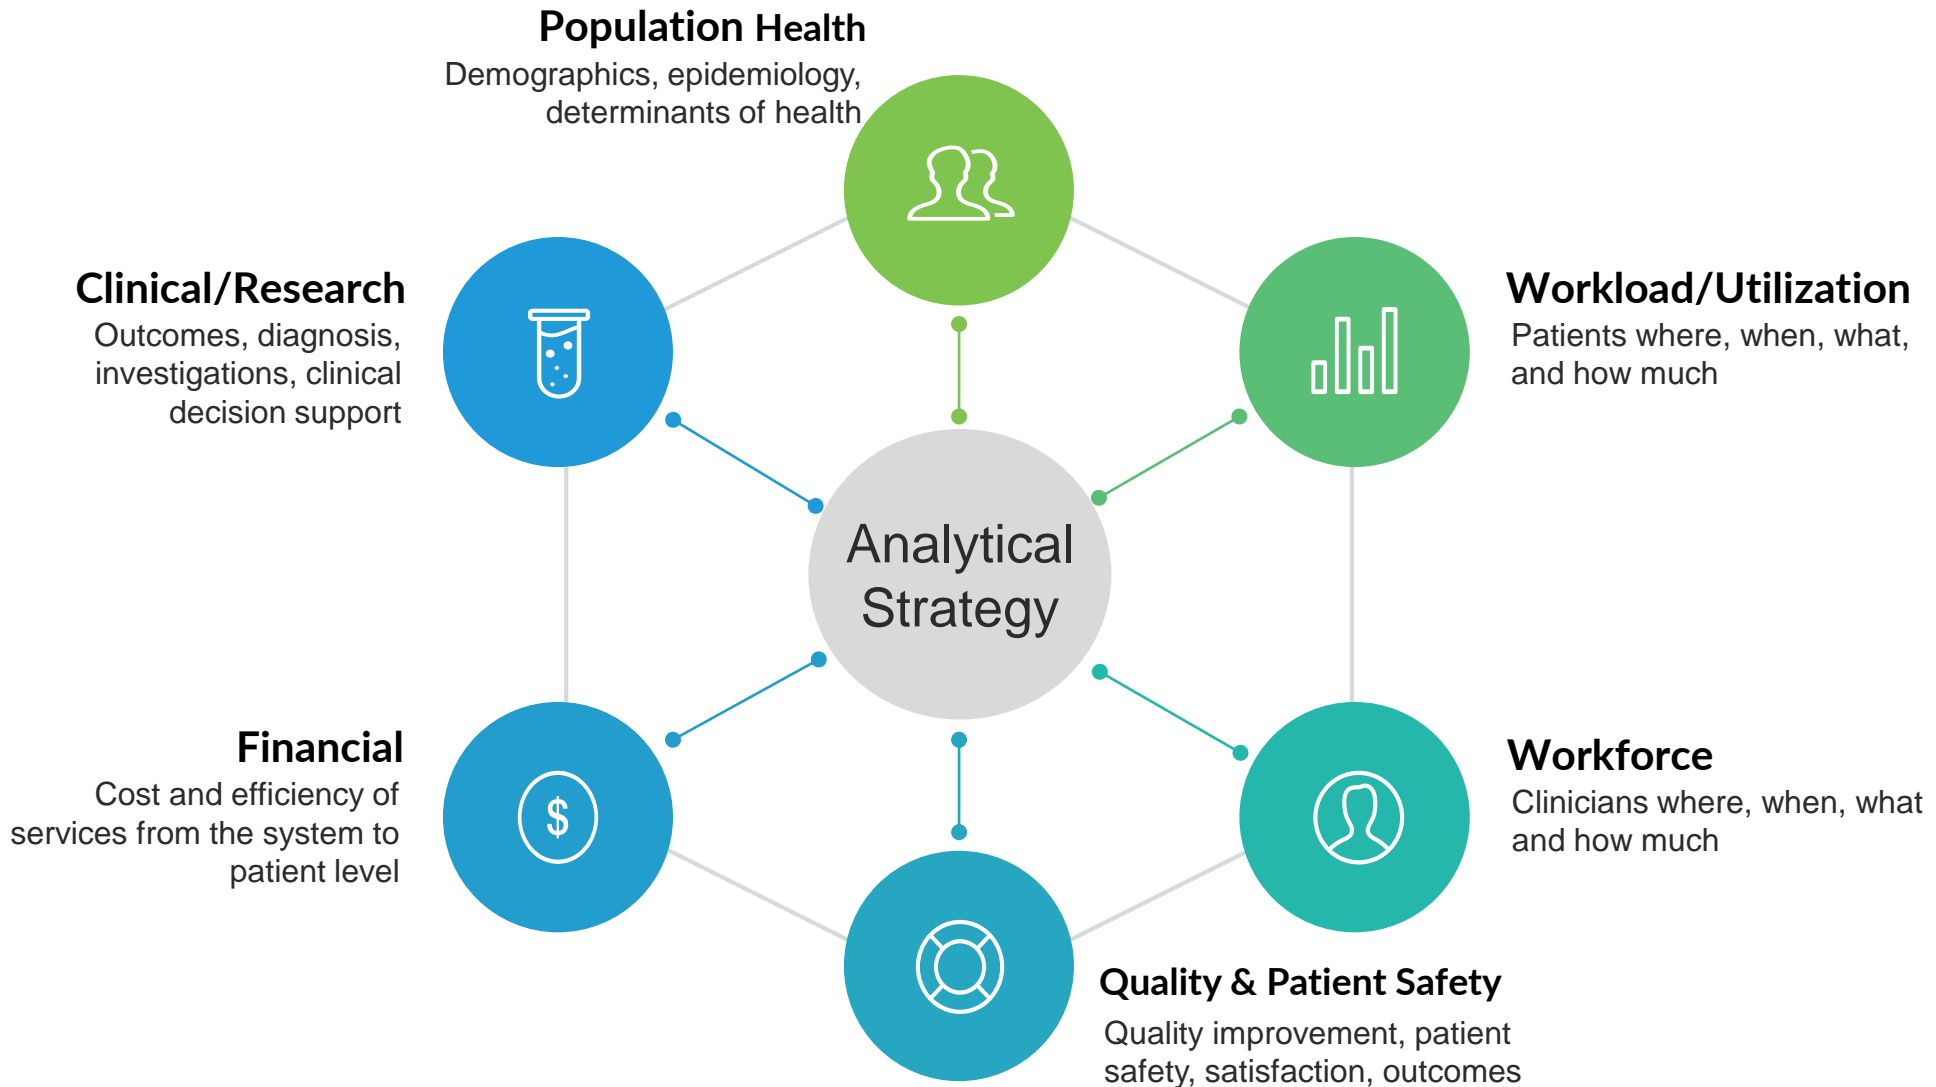 Population Health
Demographics, epidemiology,
determinants of health
Clinical/Research
Outcomes, diagnosis,
investigations, clinical
decision support
Workload/Utilization
Patients where, when, what,
and how much
Analytical
Strategy
Financial
Cost and efficiency of
services from the system to
patient level
$
Workforce
Clinicians where, when, what
and how much
Quality & Patient Safety
Quality improvement, patient
safety, satisfaction, outcomes